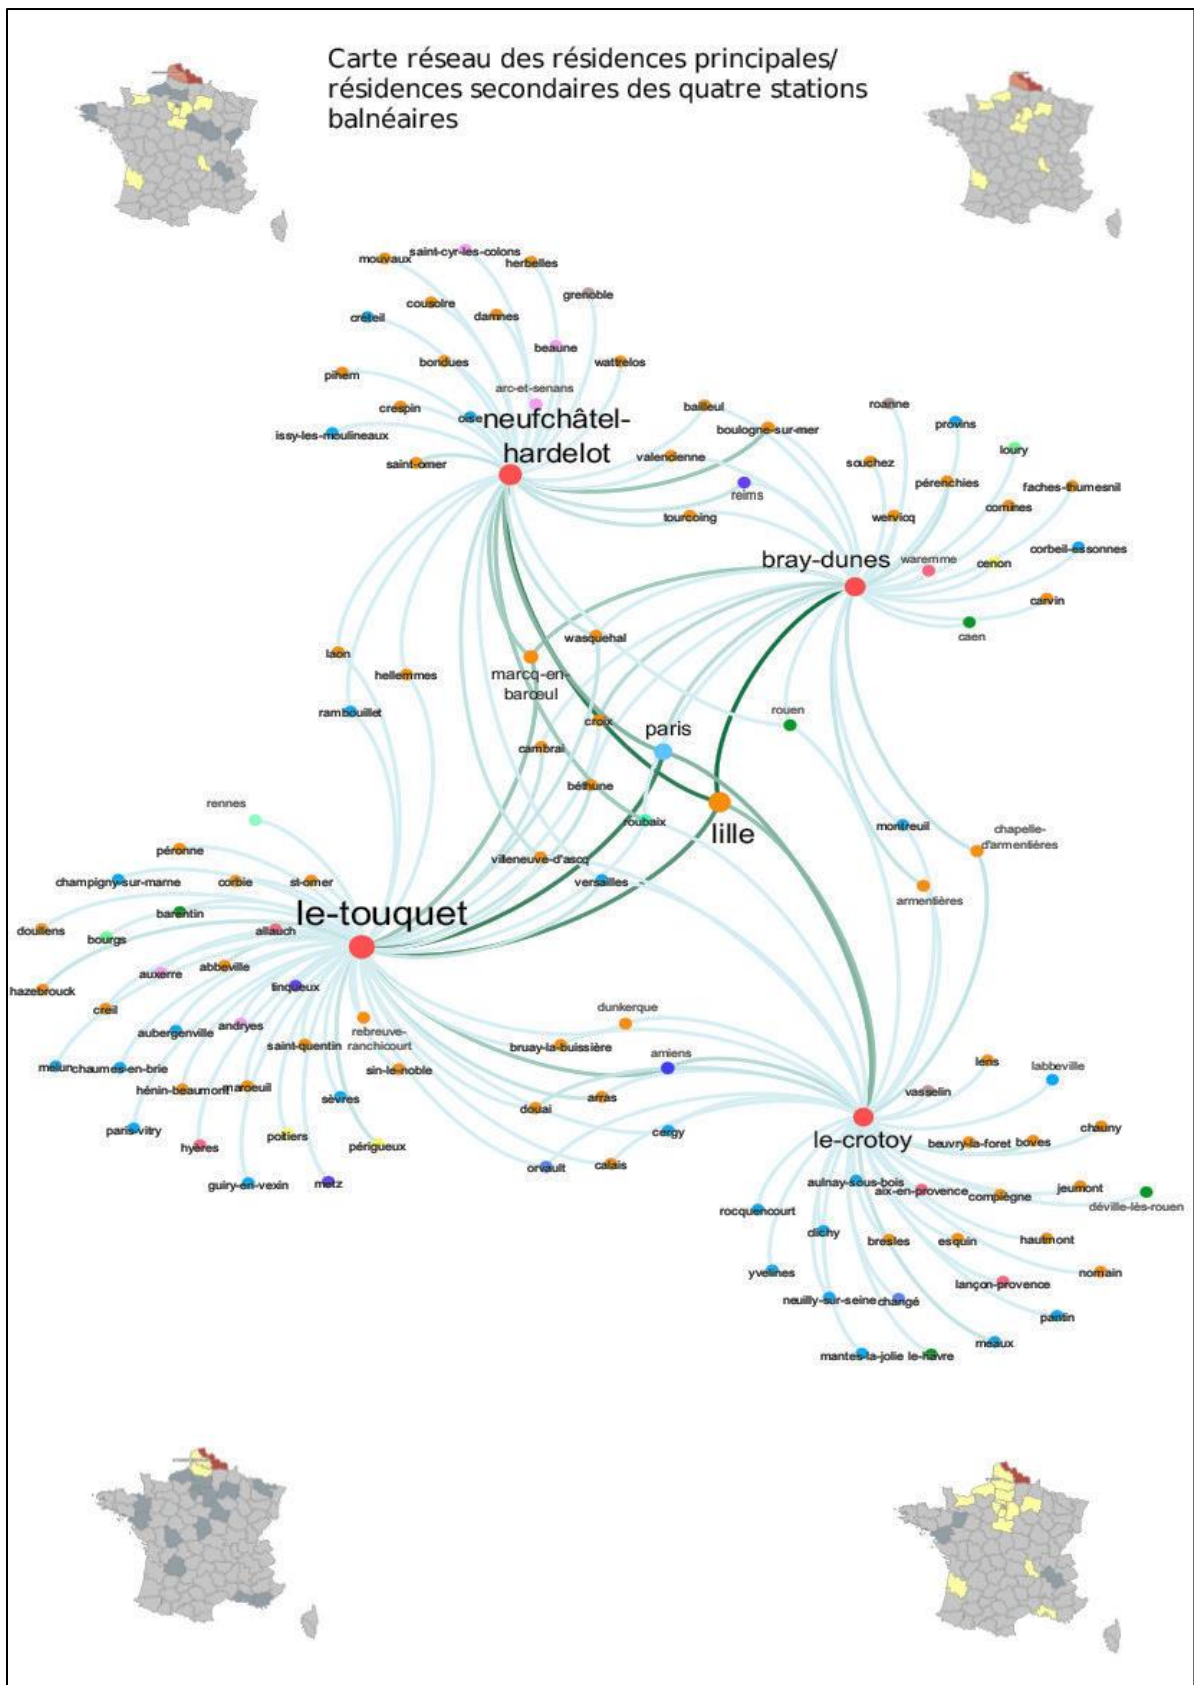 Carte réseau des résidences principales/
résidences secondaires des quatre stations
balnéaires
mouvaux
saint-cyr-les-colons
herbelles
grenoble
cousolre
créteil
damnes
beaune
bondues
wattrelos
pihem
arc-et-senans
crespin
oise
neufchâtel-
hardelot
issy-les-moulineaux
saint-omer
bailleul
boulogne-sur-mer
valencienne
reims
tourcoing
roanne
provins
loury
souchez
pérenchies
faches-thumesnil
comines
wervicq
corbeil-essonnes
bray-dunes
waremme
cenon
carvin
caen
wasquehal
laon
hellemmes
marcq-en-
barœul
rambouillet
rouen
croix
paris
cambrai
béthune
roubaix
lille
montreuil
chapelle-
d'armentières
armentières
villeneuve-d'ascq
versailles
rennes
péronne
champigny-sur-marne
corbie
st-omer
barentin
le-touquet
doullens
bourgs
allauch
auxerre
abbeville
hazebrouck
tinqueux
creil
aubergenville
andryes
rebreuve-
ranchicourt
saint-quentin
melun
chaumes-en-brie
sin-le-noble
hénin-beaumont
maroeuil
sèvres
paris-vitry
hyères
poitiers
périgueux
guiry-en-vexin
metz
dunkerque
bruay-la-buissière
amiens
arras
douai
cergy
orvault
calais
lens
labbeville
vasselin
le-crotoy
beuvry-la-foret
boves
chauny
aulnay-sous-bois
aix-en-provence
compiègne
jeumont
déville-lès-rouen
rocquencourt
clichy
bresles
esquin
hautmont
yvelines
lançon-provence
nomain
neuilly-sur-seine
changé
pantin
meaux
mantes-la-jolie
le-havre